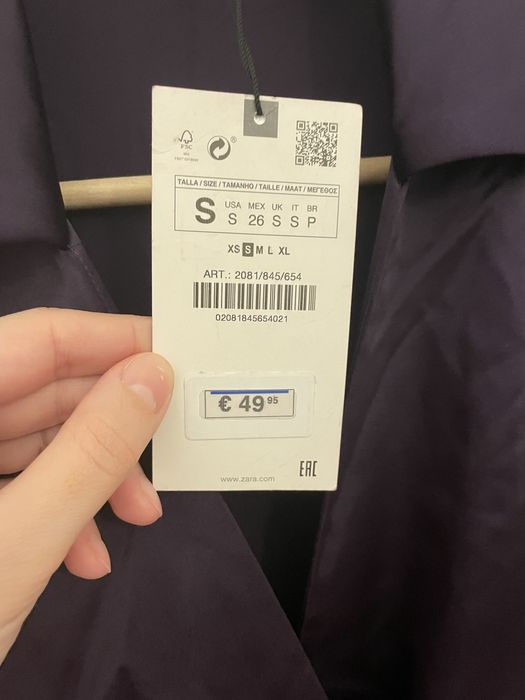 FSC
®
TALLA / SIZE / TAMANHO / TAILLE / MAAT / ΜΕΓΕΘΟΣ
S
USA MEX UK IT BR
S 26 S S P
XS S M L XL
ART.: 2081/845/654
02081845654021
€ 49 95
www.zara.com
EAC